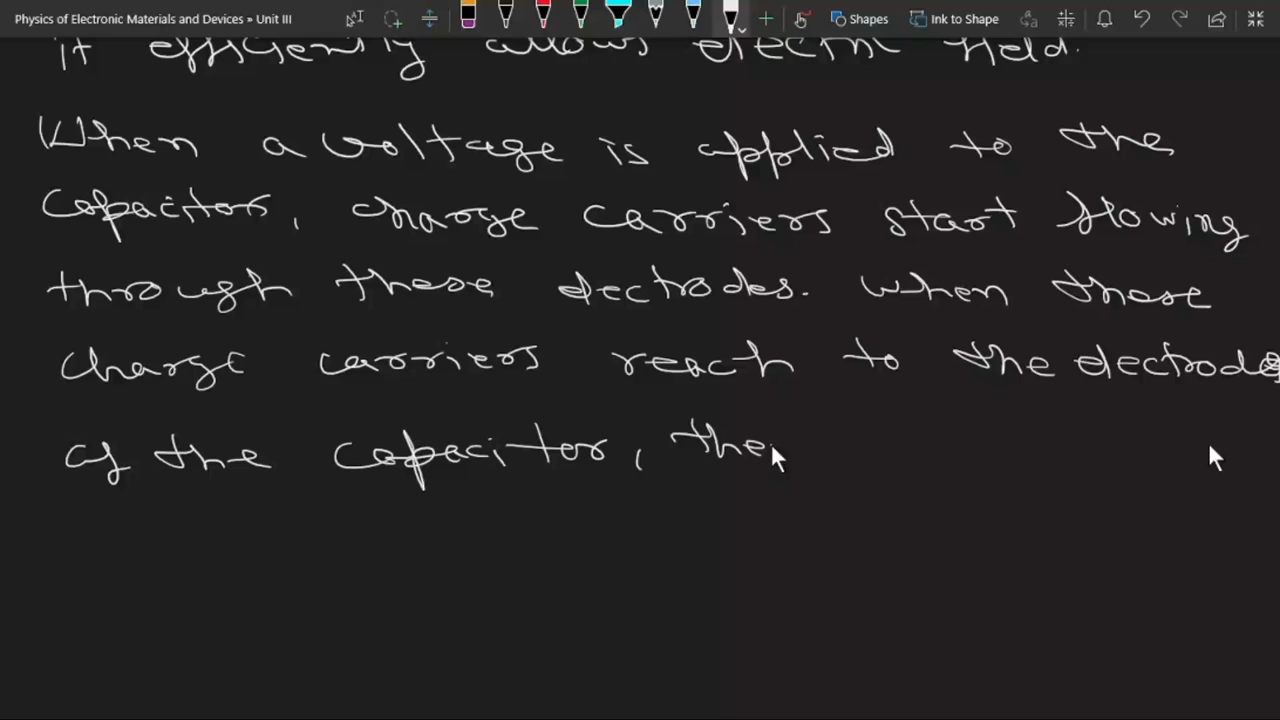 Physics of Electronic Materials and Devices » Unit III
Shapes
Ink to Shape
it efficiently allows electric field.
When a voltage is applied to the
capacitor, charge carriers start flowing
through these electrodes. When these
charge carriers reach to the electrodes
of the capacitor, the